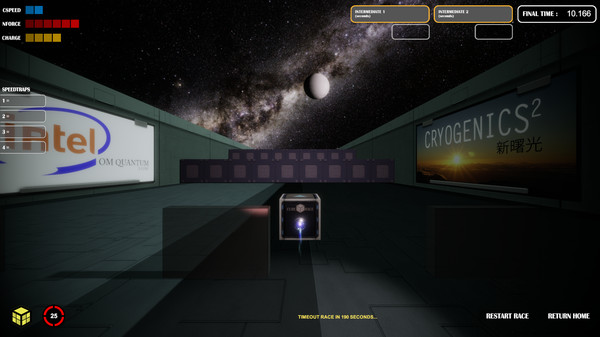 CSPEED
NFORCE
CHARGE
INTERMEDIATE 1
(seconds)
INTERMEDIATE 2
(seconds)
FINAL TIME : 10.166
SPEEDTRAPS
1 =
2 =
3 =
4 =
intel
OM QUANTUM
CRYOGENICS²
新曙光
25
TIMEOUT RACE IN 190 SECONDS...
RESTART RACE
RETURN HOME